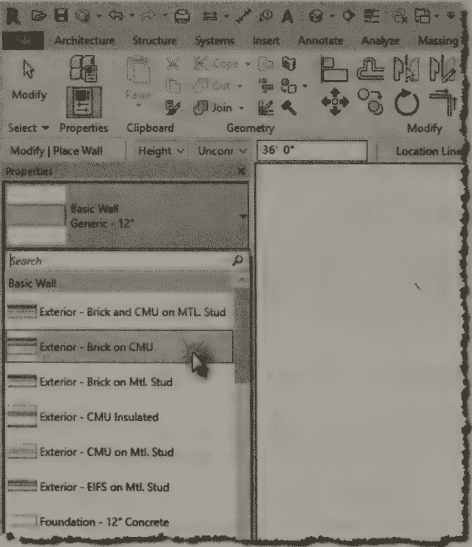 R
File Architecture Structure Systems Insert Annotate Analyze Massing
Modify
Paste
Cope
Cut
Join
Select Properties Clipboard Geometry Modify
Modify | Place Wall Height Unconn 36' 0" Location Line
Properties X
Basic Wall
Generic - 12"
Search
Basic Wall
Exterior - Brick and CMU on MTL. Stud
Exterior - Brick on CMU
Exterior - Brick on Mtl. Stud
Exterior - CMU Insulated
Exterior - CMU on Mtl. Stud
Exterior - EIFS on Mtl. Stud
Foundation - 12" Concrete